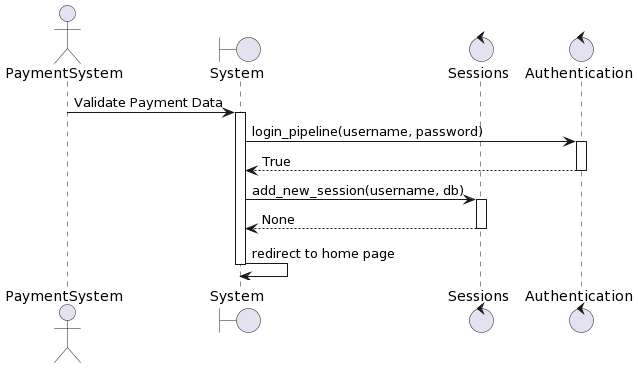 PaymentSystem
System
Sessions
Authentication
Validate Payment Data
login_pipeline(username, password)
True
add_new_session(username, db)
None
redirect to home page
PaymentSystem
System
Sessions
Authentication